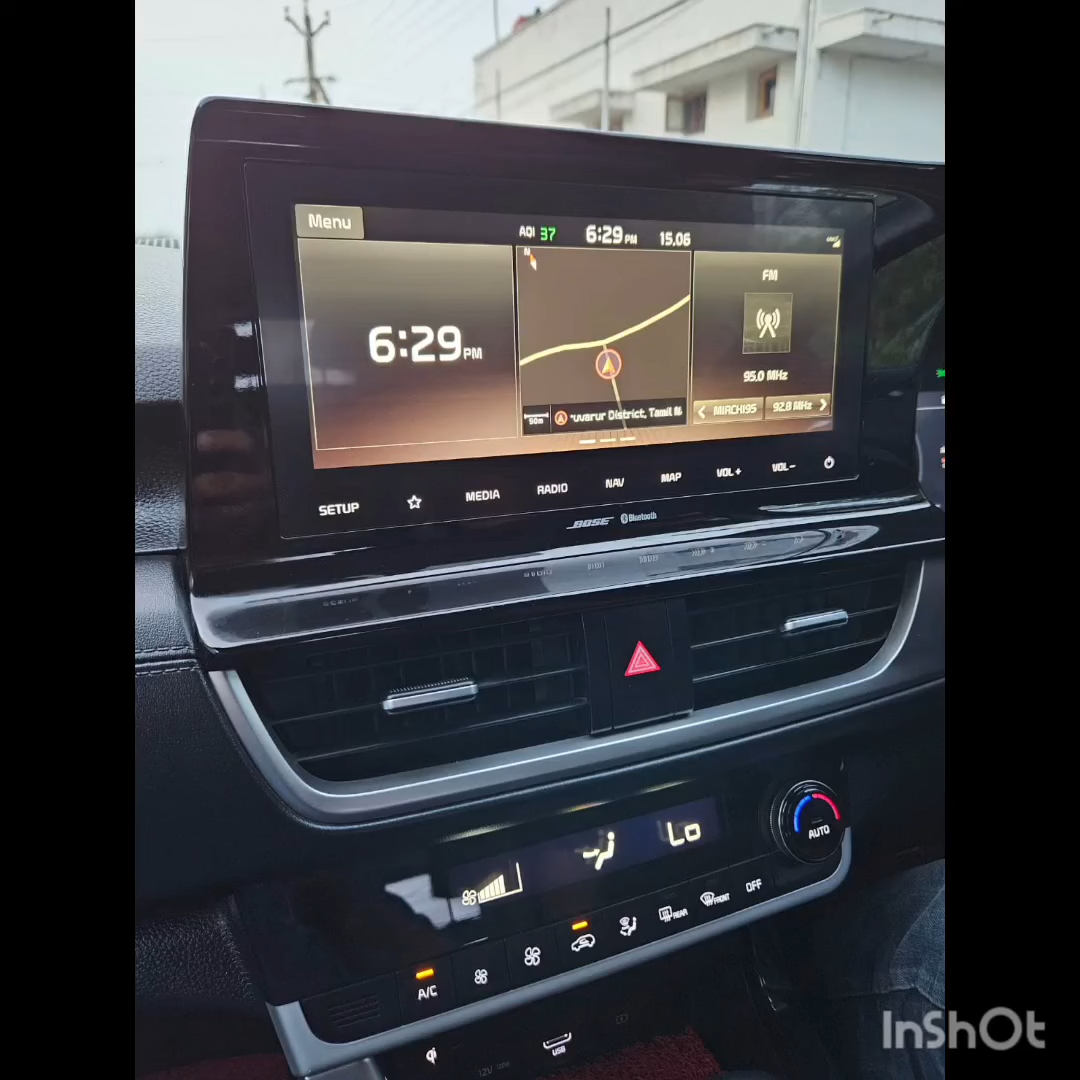 Menu
AQI 37 6:29 PM 15.06
6:29 PM
N
50m
A
uvarur District, Tamil
FM
95.0 MHz
MIRCHI95 92.8 MHz
SETUP MEDIA RADIO NAV MAP VOL + VOL −
BOSE Bluetooth
Lo
AUTO
A/C REAR FRONT OFF
12V USB
InShOt